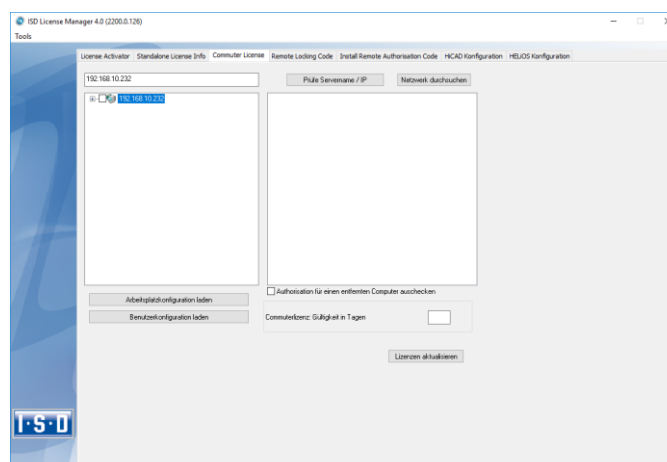 ISD License Manager 4.0 (2200.0.126)
Tools
License Activator Standalone License Info Commuter License Remote Locking Code Install Remote Authorisation Code HiCAD Konfiguration HELiOS Konfiguration
192.168.10.232 Prüfe Servername / IP Netzwerk durchsuchen
192.168.10.232
Authorisation für einen entfernten Computer auschecken
Arbeitsplatzkonfiguration laden
Benutzerkonfiguration laden Commuterlizenz: Gültigkeit in Tagen
Lizenzen aktualisieren
I·S·D